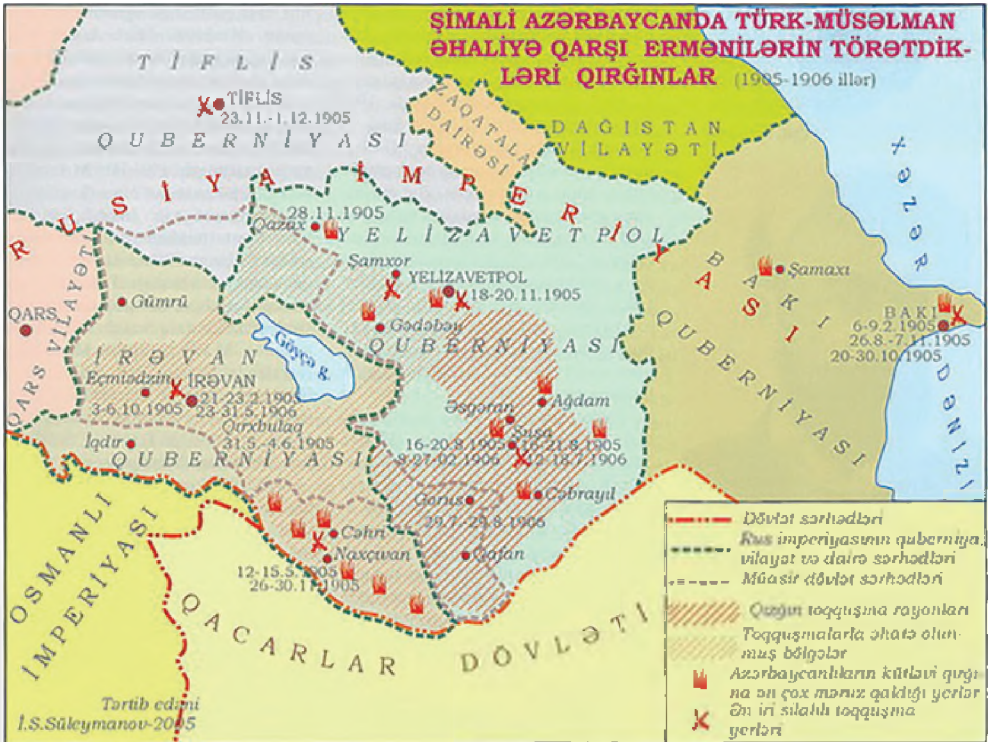 ŞİMALİ AZƏRBAYCANDA TÜRK-MÜSƏLMAN
ƏHALİYƏ QARŞI ERMƏNİLƏRİN TÖRƏTDİK-
LƏRİ QIRĞINLAR (1905-1906 illər)
TİFLİS
TİFLİS
23.11.-1.12.1905
QUBERNİYASI
ZAQATALA
DAİRƏSİ
DAĞISTAN
VİLAYƏTİ
XƏZƏR
DƏNİZİ
RUSİYA İMPERİYASI
28.11.1905
Qazax
YELİZAVETPOL
Şamxor
YELİZAVETPOL
18-20.11.1905
Gədəbəy
QUBERNİYASI
BAKI
QUBERNİYASI
Şamaxı
BAKI
6-9.2.1905
26.8.-7.11.1905
20-30.10.1905
QARS
QARS VİLAYƏTİ
Gümrü
Göyçə g.
İRƏVAN
Eçmiədzin
İRƏVAN
21-23.2.1905
3-6.10.1905
23-31.5.1906
Qırxbulaq
31.5.-4.6.1905
İqdır
QUBERNİYASI
Əsgəran
Ağdam
Şuşa
16-20.8.1905
12-18.7.1906
Gorus
Cəbrayıl
29.7.-29.8.1906
Qafan
Cəhri
Naxçıvan
12-15.5.1905
26-30.11.1905
OSMANLI
İMPERİYASI
QACARLAR DÖVLƏTİ
Tərtib edəni
İ.S.Süleymanov-2005
Dövlət sərhədləri
Rus imperiyasının quberniya,
vilayət və dairə sərhədləri
Müasir dövlət sərhədləri
Qızğın toqquşma rayonları
Toqquşmalarla əhatə olun-
muş bölgələr
Azərbaycanlıların kütləvi qırğı-
na ən çox məruz qaldığı yerlər
Ən iri silahlı toqquşma
yerləri